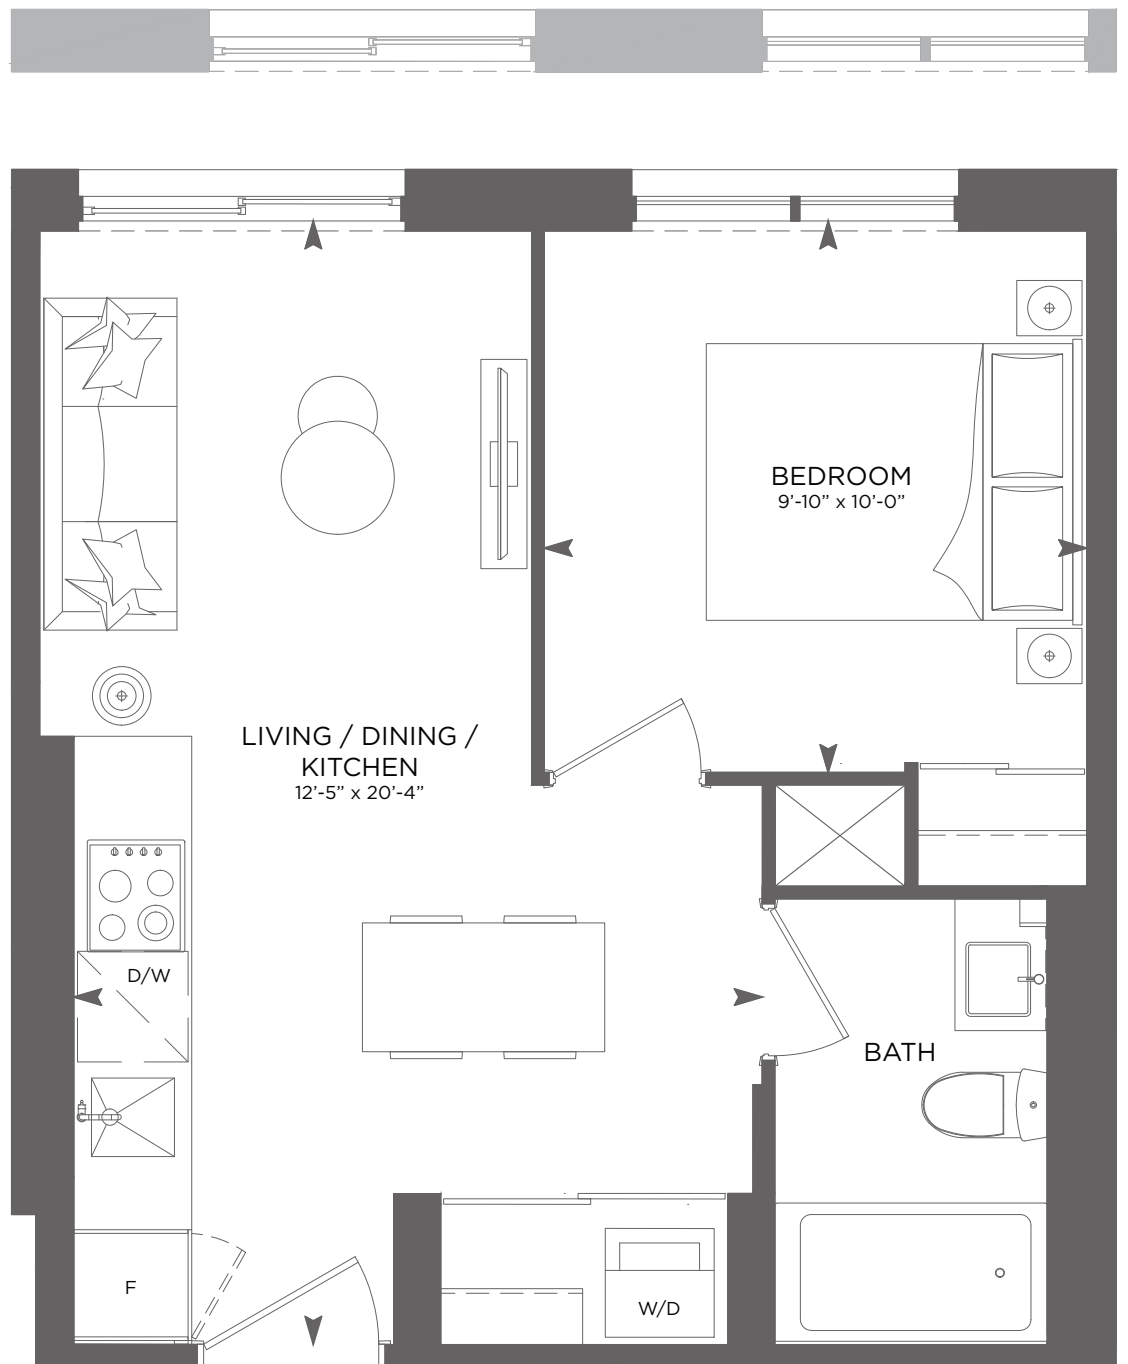 BEDROOM
9’-10” x 10’-0”
LIVING / DINING /
KITCHEN
12’-5” x 20’-4”
D/W
BATH
F
W/D